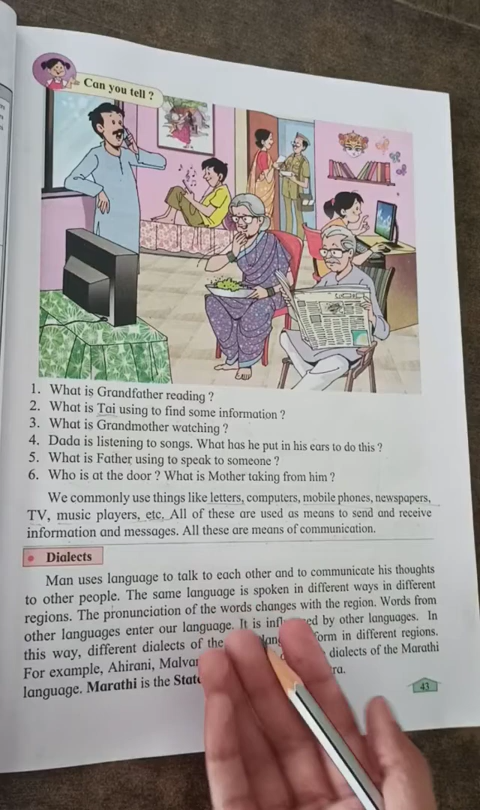 Can you tell ?
1. What is Grandfather reading ?
2. What is Tai using to find some information ?
3. What is Grandmother watching ?
4. Dada is listening to songs. What has he put in his ears to do this ?
5. What is Father using to speak to someone ?
6. Who is at the door ? What is Mother taking from him ?
We commonly use things like letters, computers, mobile phones, newspapers,
TV, music players, etc. All of these are used as means to send and receive
information and messages. All these are means of communication.
Dialects
Man uses language to talk to each other and to communicate his thoughts
to other people. The same language is spoken in different ways in different
regions. The pronunciation of the words changes with the region. Words from
other languages enter our language. It is by other languages. In
this way, different dialects of the form in different regions.
For example, Ahirani, dialects of the Marathi
language. Marathi is the
43